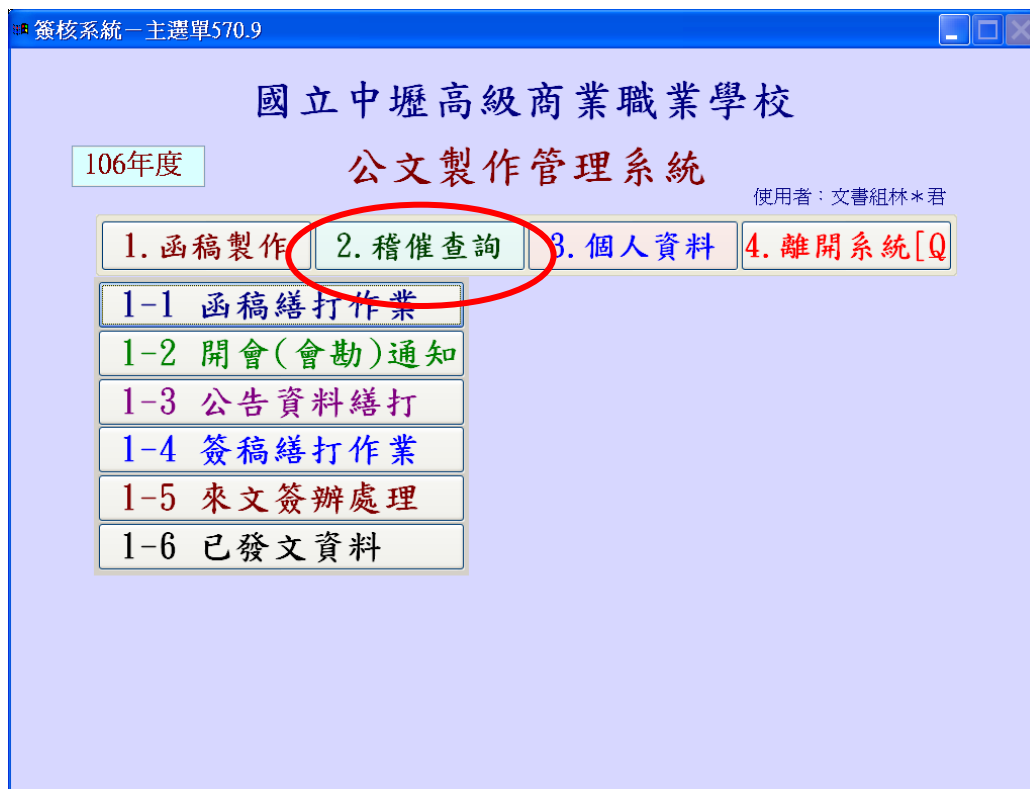 簽核系統－主選單570.9
國立中壢高級商業職業學校
106年度
公文製作管理系統
使用者：文書組林＊君
1.函稿製作 2.稽催查詢 3.個人資料 4.離開系統[Q
1-1 函稿繕打作業
1-2 開會(會勘)通知
1-3 公告資料繕打
1-4 簽稿繕打作業
1-5 來文簽辦處理
1-6 已發文資料